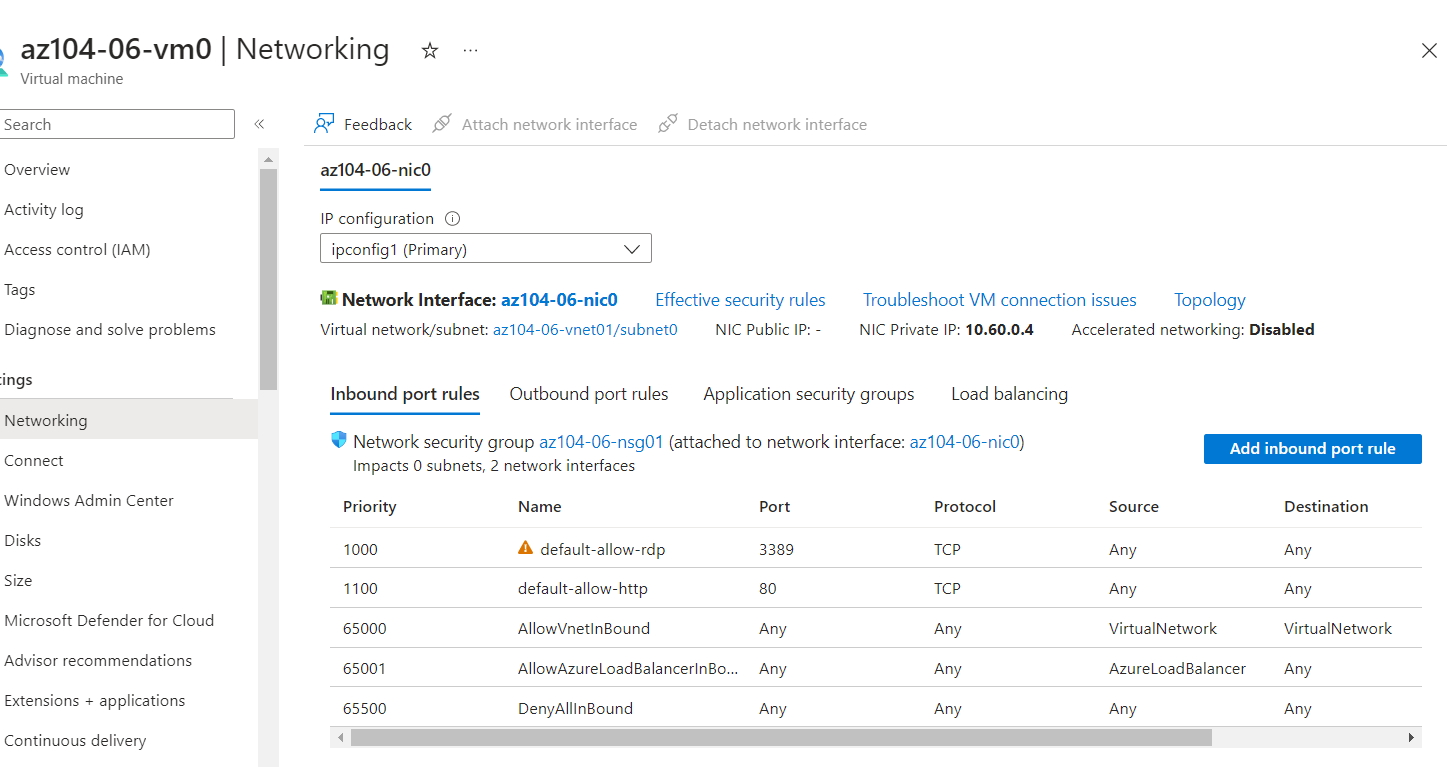 az104-06-vm0 | Networking ☆ ...
Virtual machine
Search «
Overview
Activity log
Access control (IAM)
Tags
Diagnose and solve problems
ings
Networking
Connect
Windows Admin Center
Disks
Size
Microsoft Defender for Cloud
Advisor recommendations
Extensions + applications
Continuous delivery
Feedback Attach network interface Detach network interface
az104-06-nic0
IP configuration
ipconfig1 (Primary)
Network Interface: az104-06-nic0 Effective security rules Troubleshoot VM connection issues Topology
Virtual network/subnet: az104-06-vnet01/subnet0 NIC Public IP: - NIC Private IP: 10.60.0.4 Accelerated networking: Disabled
Inbound port rules Outbound port rules Application security groups Load balancing
Network security group az104-06-nsg01 (attached to network interface: az104-06-nic0)
Impacts 0 subnets, 2 network interfaces
Add inbound port rule
Priority Name Port Protocol Source Destination
1000 default-allow-rdp 3389 TCP Any Any
1100 default-allow-http 80 TCP Any Any
65000 AllowVnetInBound Any Any VirtualNetwork VirtualNetwork
65001 AllowAzureLoadBalancerInBo... Any Any AzureLoadBalancer Any
65500 DenyAllInBound Any Any Any Any